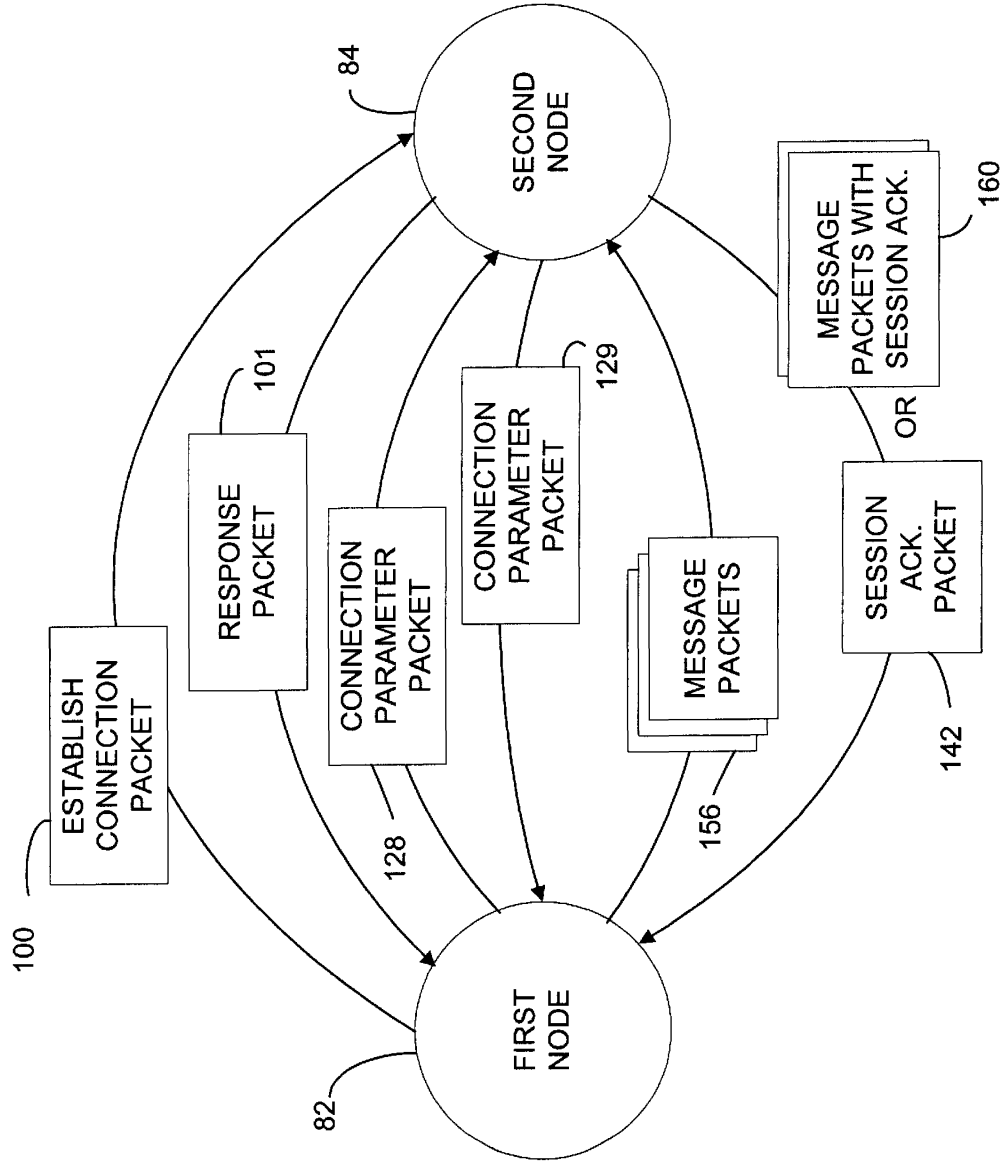 100
ESTABLISH
CONNECTION
PACKET
RESPONSE
PACKET
101
CONNECTION
PARAMETER
PACKET
128
CONNECTION
PARAMETER
PACKET
129
82
FIRST
NODE
84
SECOND
NODE
MESSAGE
PACKETS
156
SESSION
ACK.
PACKET
142
OR
MESSAGE
PACKETS WITH
SESSION ACK.
160